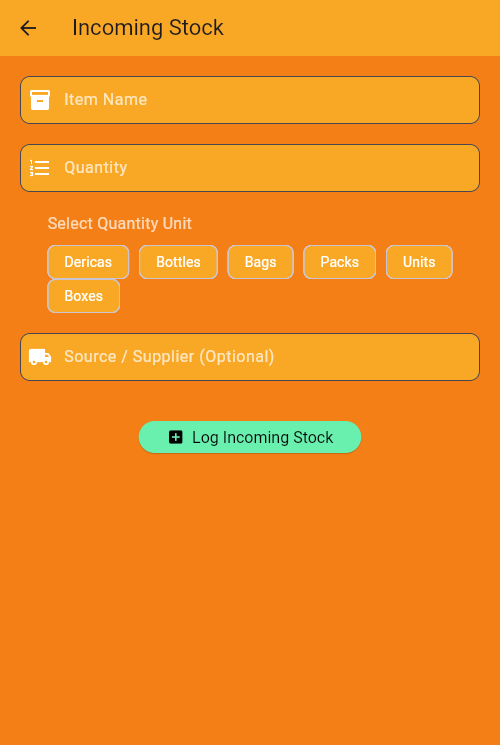 Incoming Stock
Item Name
Quantity
Select Quantity Unit
Dericas Bottles Bags Packs Units
Boxes
Source / Supplier (Optional)
Log Incoming Stock